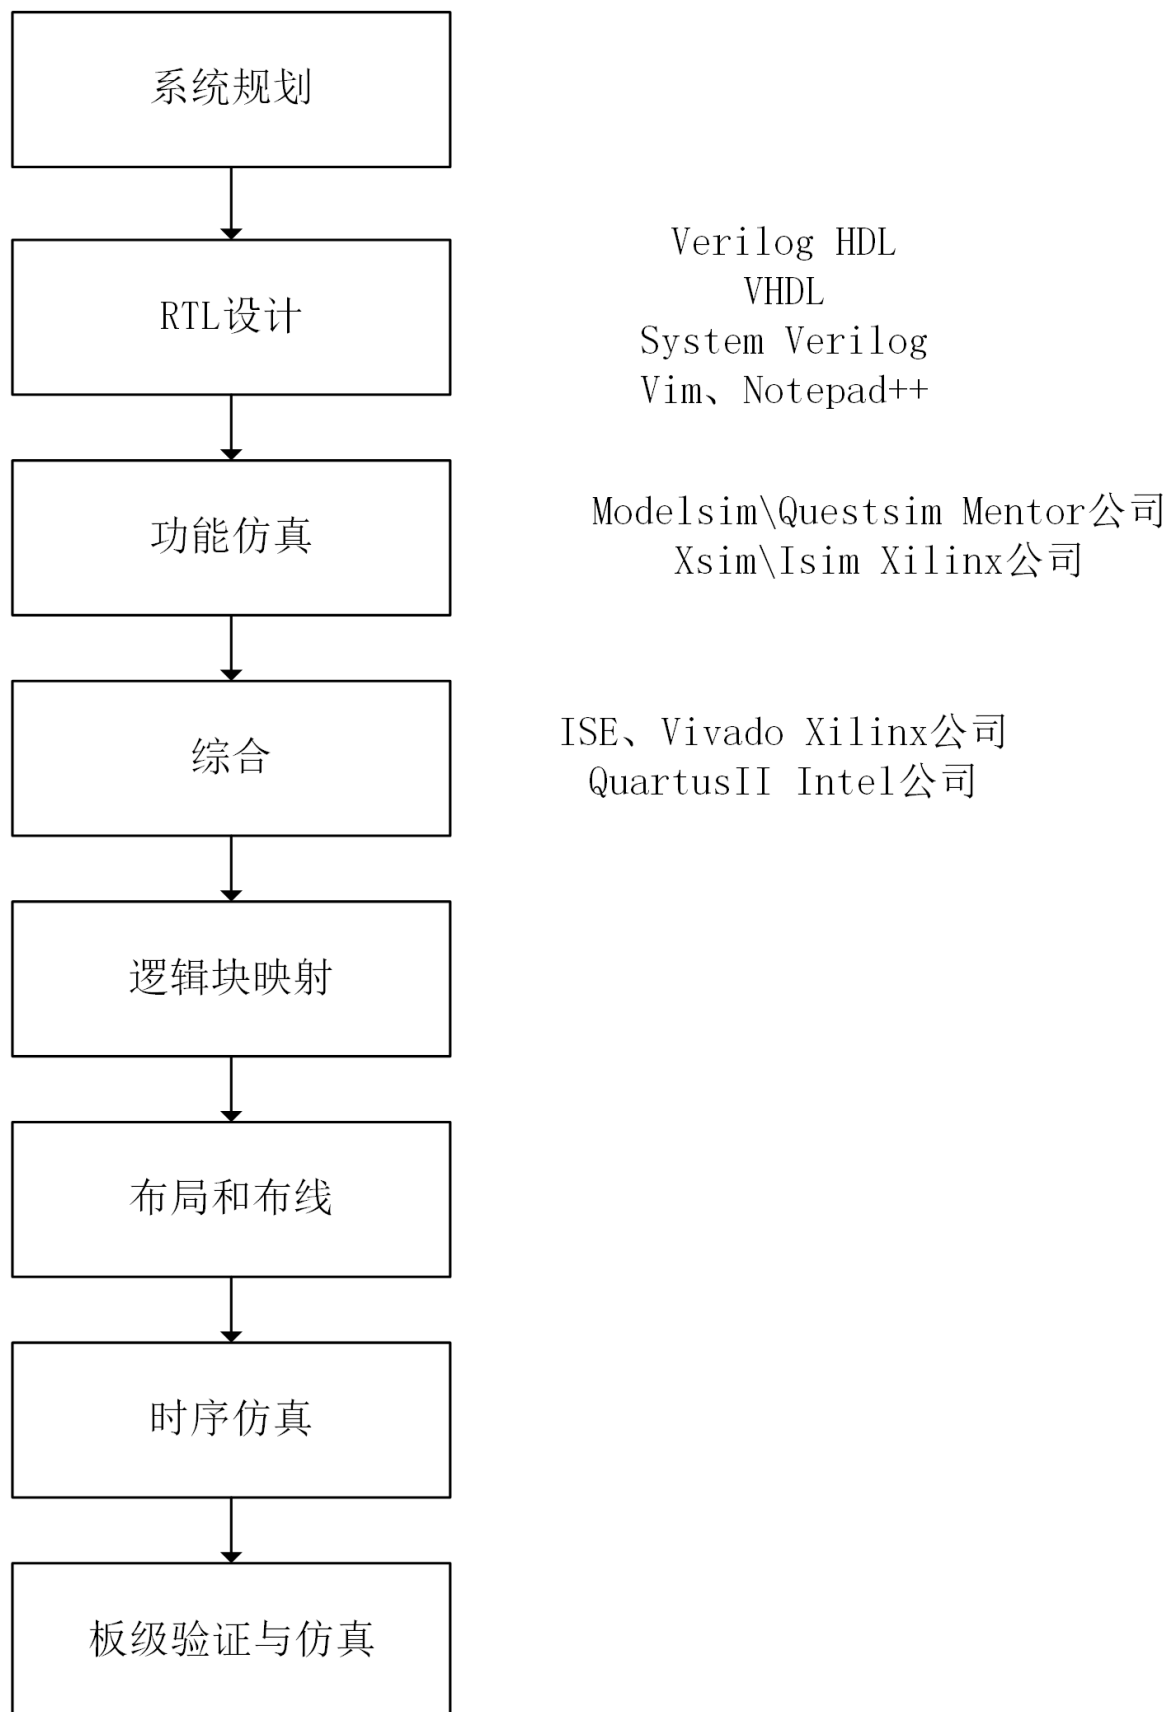 系统规划
RTL设计
Verilog HDL
VHDL
System Verilog
Vim、Notepad++
功能仿真
Modelsim\Questsim Mentor公司
Xsim\Isim Xilinx公司
综合
ISE、Vivado Xilinx公司
QuartusII Intel公司
逻辑块映射
布局和布线
时序仿真
板级验证与仿真